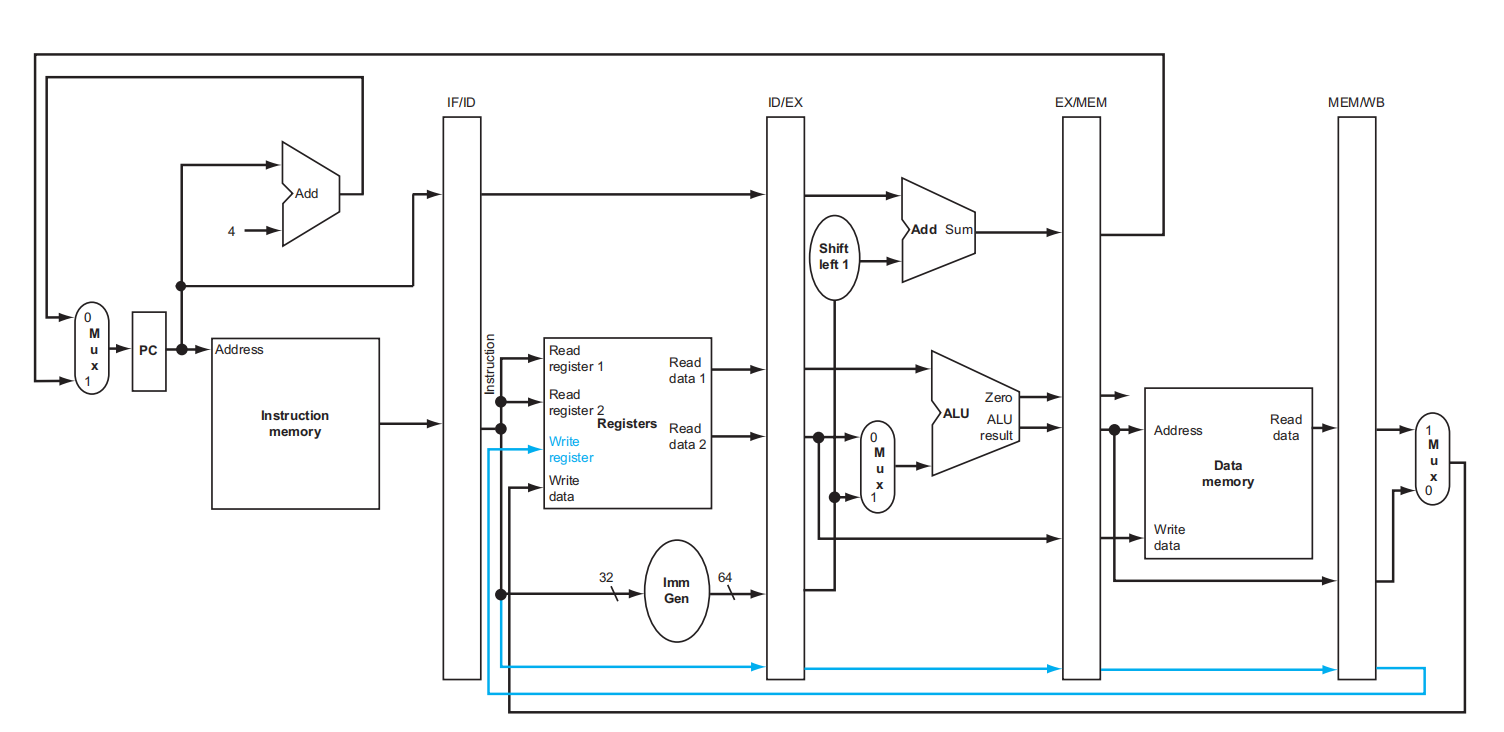 IF/ID
ID/EX
EX/MEM
MEM/WB
Add
4
Add Sum
Shift
left 1
0
M
u
x
1
PC
Address
Instruction
memory
Instruction
Read
register 1
Read
register 2
Write
register
Write
data
Registers
Read
data 1
Read
data 2
0
M
u
x
1
Zero
ALU
ALU
result
Address
Read
data
Data
memory
Write
data
1
M
u
x
0
32
Imm
Gen
64